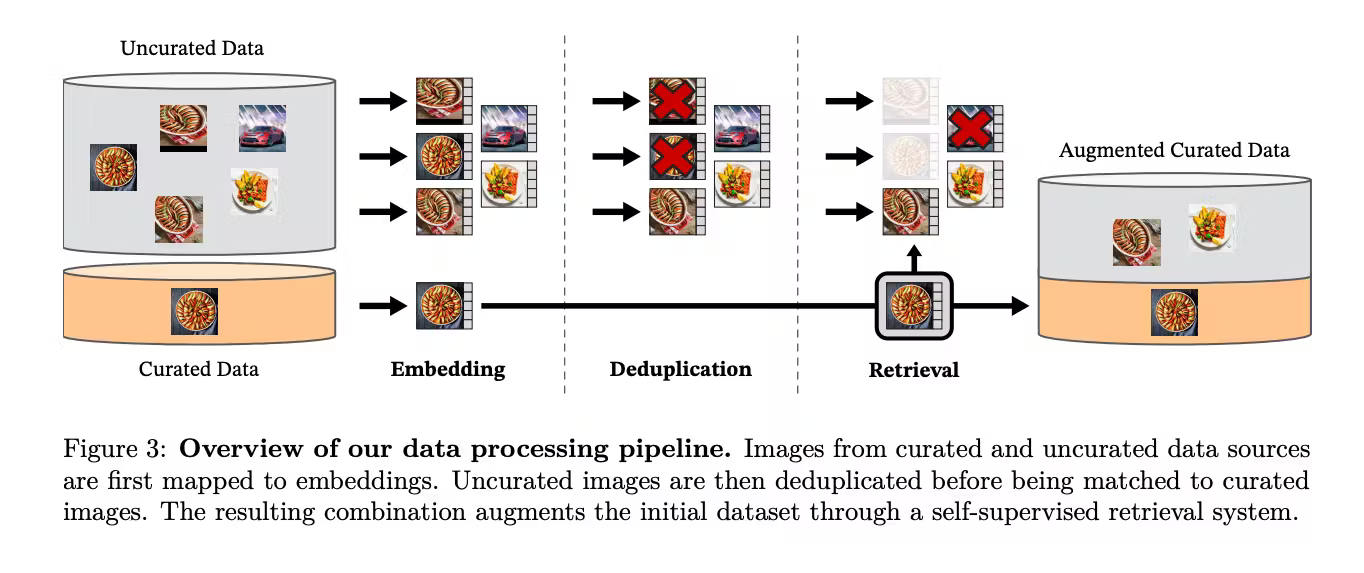 Uncurated Data
Augmented Curated Data
Curated Data
Embedding
Deduplication
Retrieval
Figure 3: Overview of our data processing pipeline. Images from curated and uncurated data sources
are first mapped to embeddings. Uncurated images are then deduplicated before being matched to curated
images. The resulting combination augments the initial dataset through a self-supervised retrieval system.